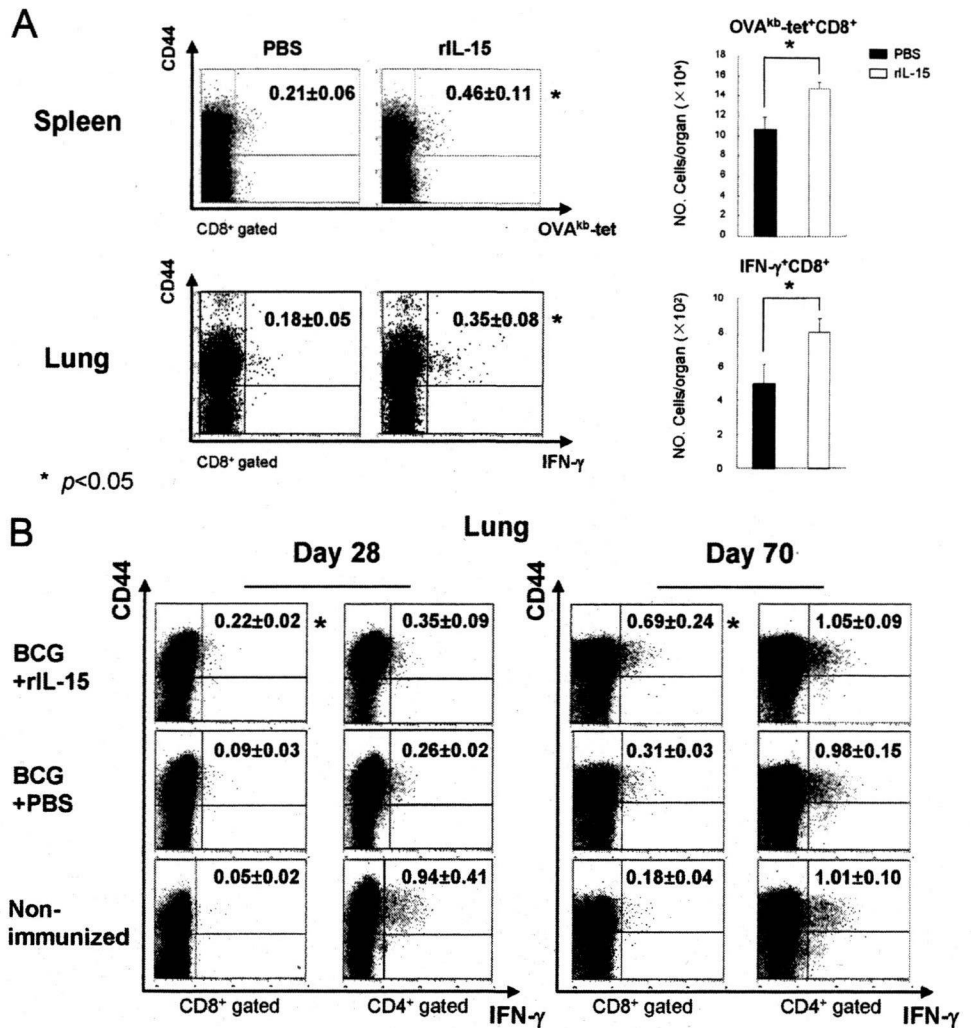 A
CD44
PBS
rIL-15
Spleen
0.21±0.06
0.46±0.11 *
CD8+ gated
OVAkb-tet
OVAkb-tet+CD8+
*
PBS
rIL-15
NO. Cells/organ (×10⁴)
18
16
14
12
10
8
6
4
2
0
CD44
Lung
0.18±0.05
0.35±0.08 *
CD8+ gated
IFN-γ
IFN-γ+CD8+
*
NO. Cells/organ (×10²)
10
8
6
4
2
0
* p<0.05
B
Lung
Day 28
Day 70
CD44
CD44
BCG
+rIL-15
0.22±0.02 *
0.35±0.09
0.69±0.24 *
1.05±0.09
BCG
+PBS
0.09±0.03
0.26±0.02
0.31±0.03
0.98±0.15
Non-
immunized
0.05±0.02
0.94±0.41
0.18±0.04
1.01±0.10
CD8+ gated
CD4+ gated
IFN-γ
CD8+ gated
CD4+ gated
IFN-γ